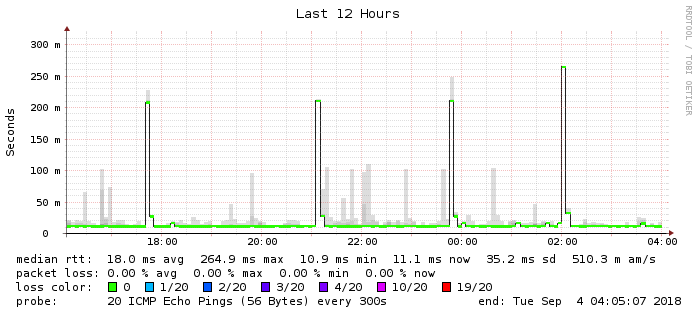 Last 12 Hours
RRDTOOL / TOBI OETIKER
Seconds
300 m
250 m
200 m
150 m
100 m
50 m
0
18:00 20:00 22:00 00:00 02:00 04:00
median rtt: 18.0 ms avg 264.9 ms max 10.9 ms min 11.1 ms now 35.2 ms sd 510.3 m am/s
packet loss: 0.00 % avg 0.00 % max 0.00 % min 0.00 % now
loss color: 0 1/20 2/20 3/20 4/20 10/20 19/20
probe: 20 ICMP Echo Pings (56 Bytes) every 300s end: Tue Sep 4 04:05:07 2018